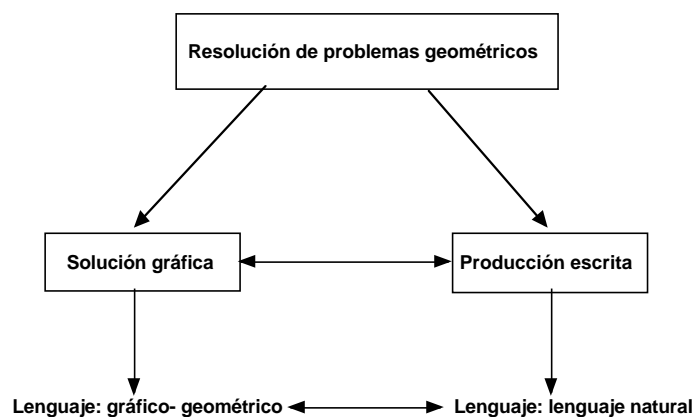 Resolución de problemas geométricos
Solución gráfica
Producción escrita
Lenguaje: gráfico- geométrico
Lenguaje: lenguaje natural